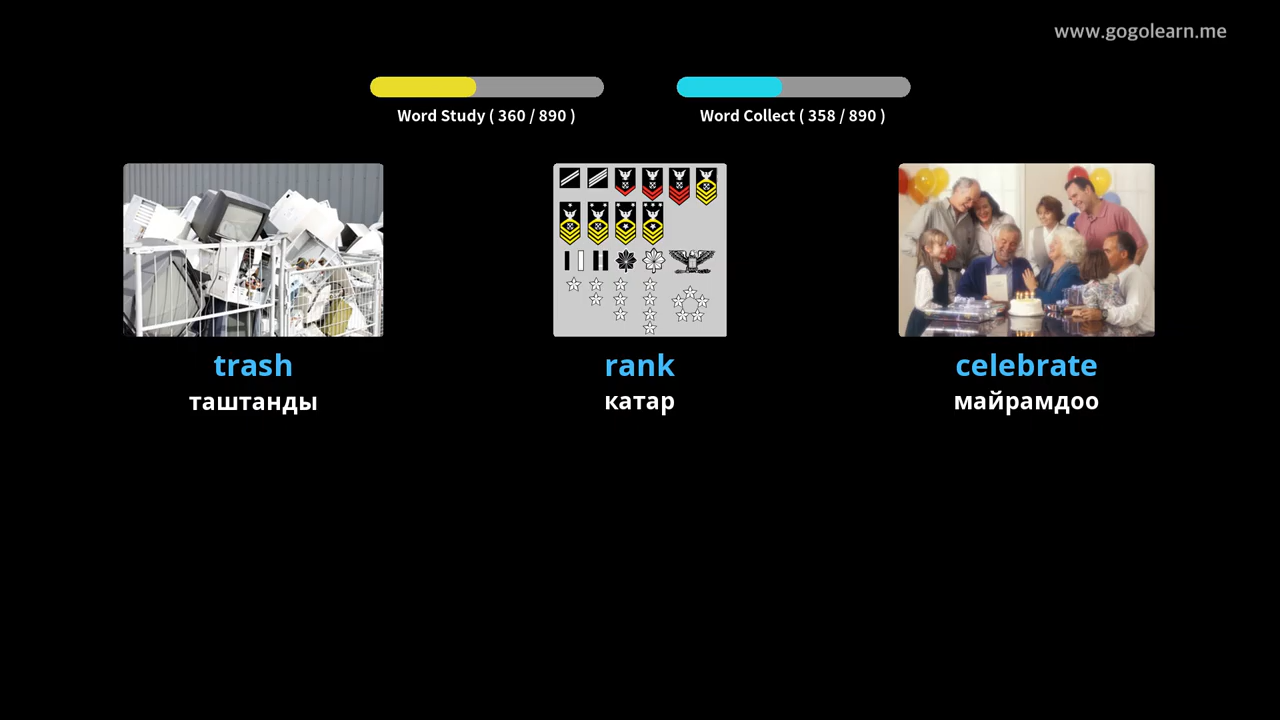 www.gogolearn.me
Word Study ( 360 / 890 )
Word Collect ( 358 / 890 )
trash
таштанды
rank
катар
celebrate
майрамдоо